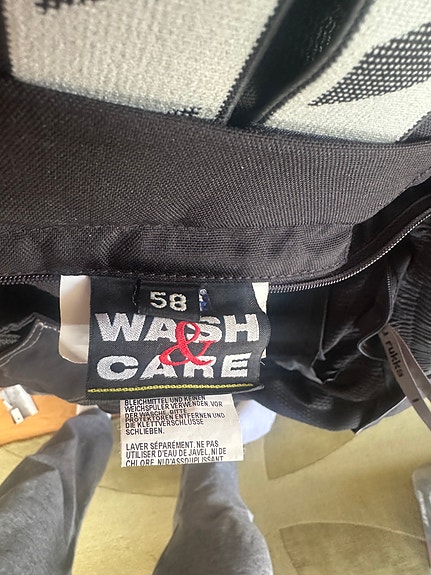 58
WASH
&
CARE
BLEICHMITTEL UND KEINEN
WEICHSPÜLER VERWENDEN. VOR
DER WÄSCHE BITTE
PROTEKTOREN ENTFERNEN UND
DIE KLETTVERSCHLÜSSE
SCHLIEßEN.
LAVER SÉPARÉMENT. NE PAS
UTILISER D'EAU DE JAVEL, NI DE
CHLORE, NI D'ASSOUPLISSANT
rukka